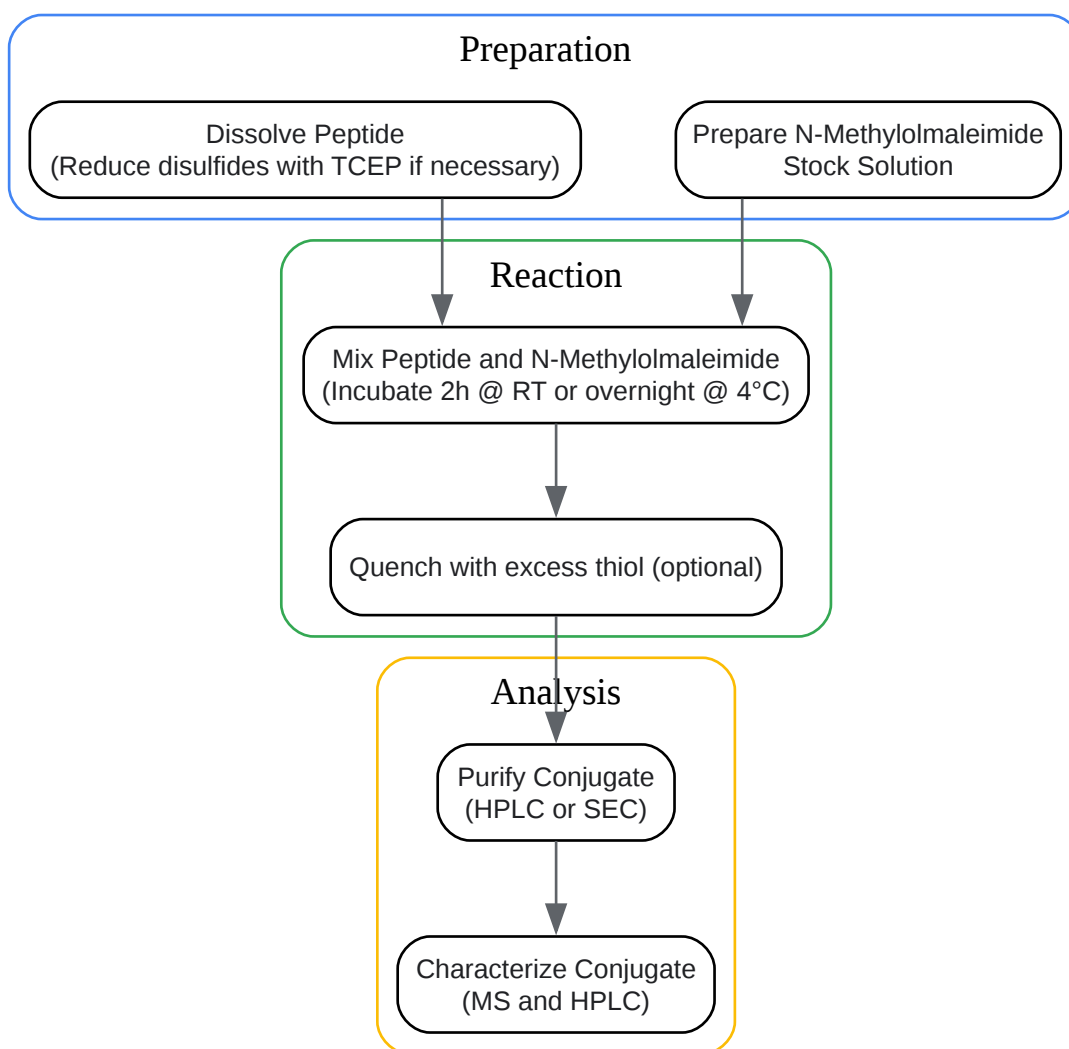 Preparation
Dissolve Peptide
(Reduce disulfides with TCEP if necessary)
Prepare N-Methylolmaleimide
Stock Solution
Reaction
Mix Peptide and N-Methylolmaleimide
(Incubate 2h @ RT or overnight @ 4°C)
Quench with excess thiol (optional)
Analysis
Purify Conjugate
(HPLC or SEC)
Characterize Conjugate
(MS and HPLC)